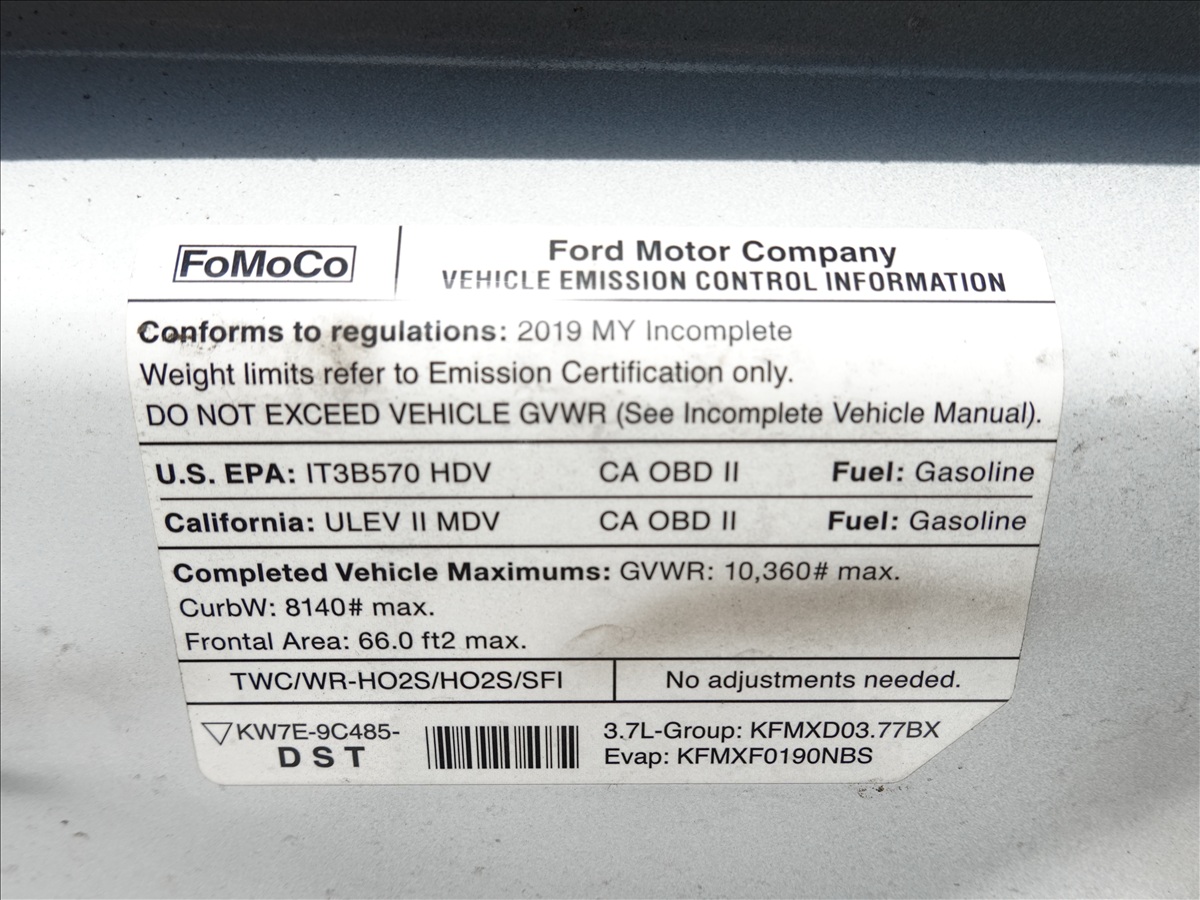 FoMoCo
Ford Motor Company
VEHICLE EMISSION CONTROL INFORMATION
Conforms to regulations: 2019 MY Incomplete
Weight limits refer to Emission Certification only.
DO NOT EXCEED VEHICLE GVWR (See Incomplete Vehicle Manual).
U.S. EPA: IT3B570 HDV CA OBD II Fuel: Gasoline
California: ULEV II MDV CA OBD II Fuel: Gasoline
Completed Vehicle Maximums: GVWR: 10,360# max.
CurbW: 8140# max.
Frontal Area: 66.0 ft2 max.
TWC/WR-HO2S/HO2S/SFI No adjustments needed.
KW7E-9C485-
DST
3.7L-Group: KFMXD03.77BX
Evap: KFMXF0190NBS